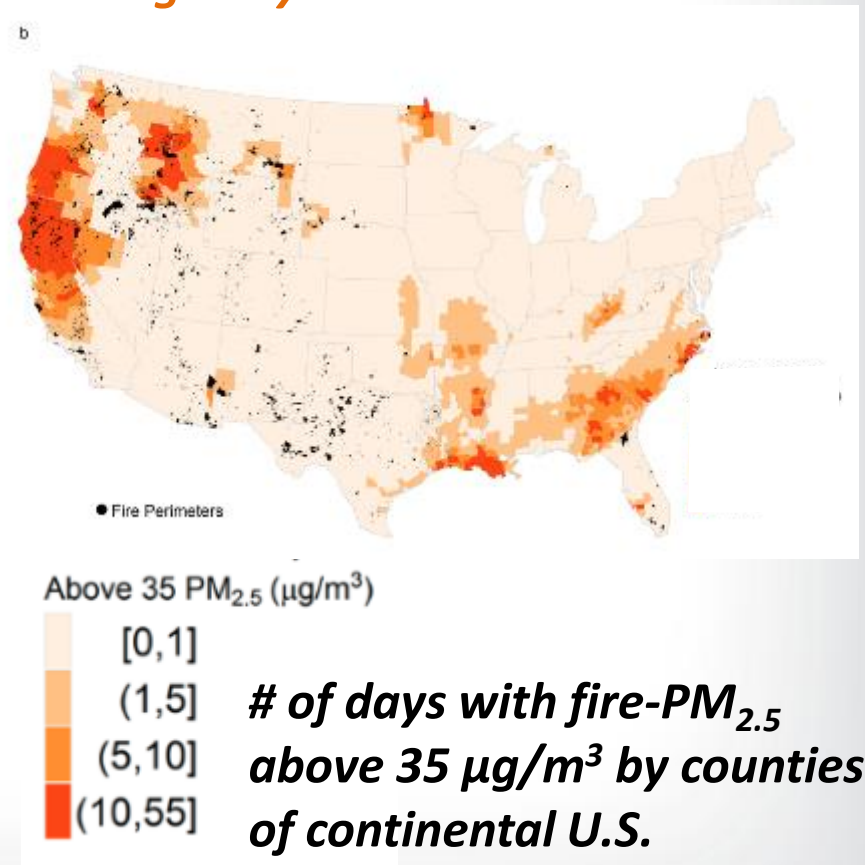 b
Fire Perimeters
Above 35 PM2.5 (μg/m³)
[0,1]
(1,5]
(5,10]
(10,55]
# of days with fire-PM2.5
above 35 μg/m³ by counties
of continental U.S.